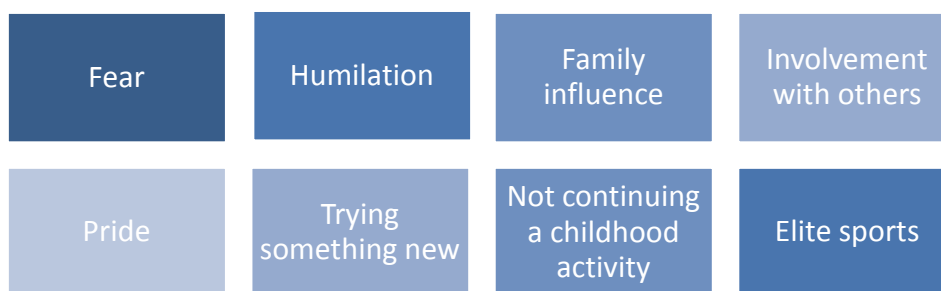 Fear
Humilation
Family
influence
Involvement
with others
Pride
Trying
something new
Not continuing
a childhood
activity
Elite sports